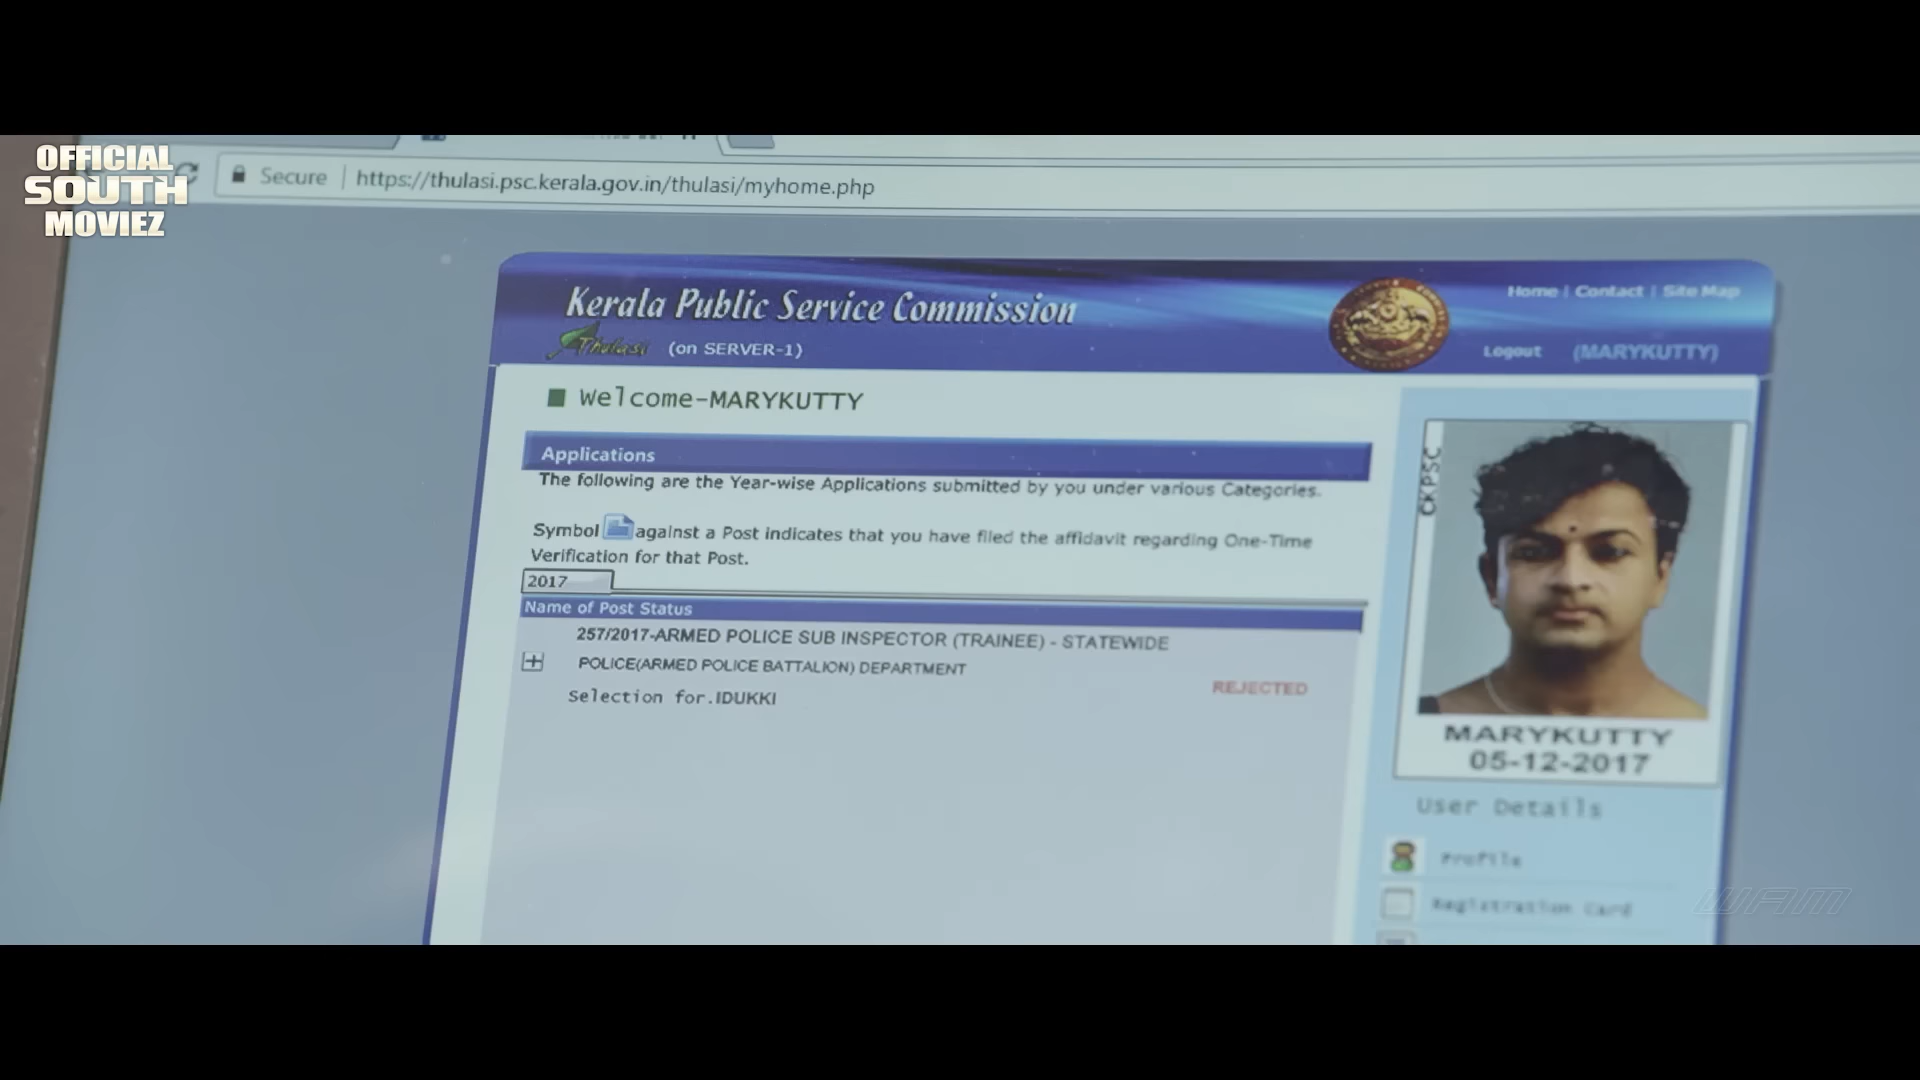 OFFICIAL
SOUTH
MOVIEZ
Secure | https://thulasi.psc.kerala.gov.in/thulasi/myhome.php
Kerala Public Service Commission
Thulasi (on SERVER-1)
Home | Contact | Site Map
Logout (MARYKUTTY)
Welcome-MARYKUTTY
Applications
The following are the Year-wise Applications submitted by you under various Categories.
Symbol against a Post indicates that you have filed the affidavit regarding One-Time
Verification for that Post.
2017
Name of Post Status
257/2017-ARMED POLICE SUB INSPECTOR (TRAINEE) - STATEWIDE
POLICE(ARMED POLICE BATTALION) DEPARTMENT
REJECTED
Selection for.IDUKKI
CKPSC
MARYKUTTY
05-12-2017
User Details
Profile
Registration Card
WAM